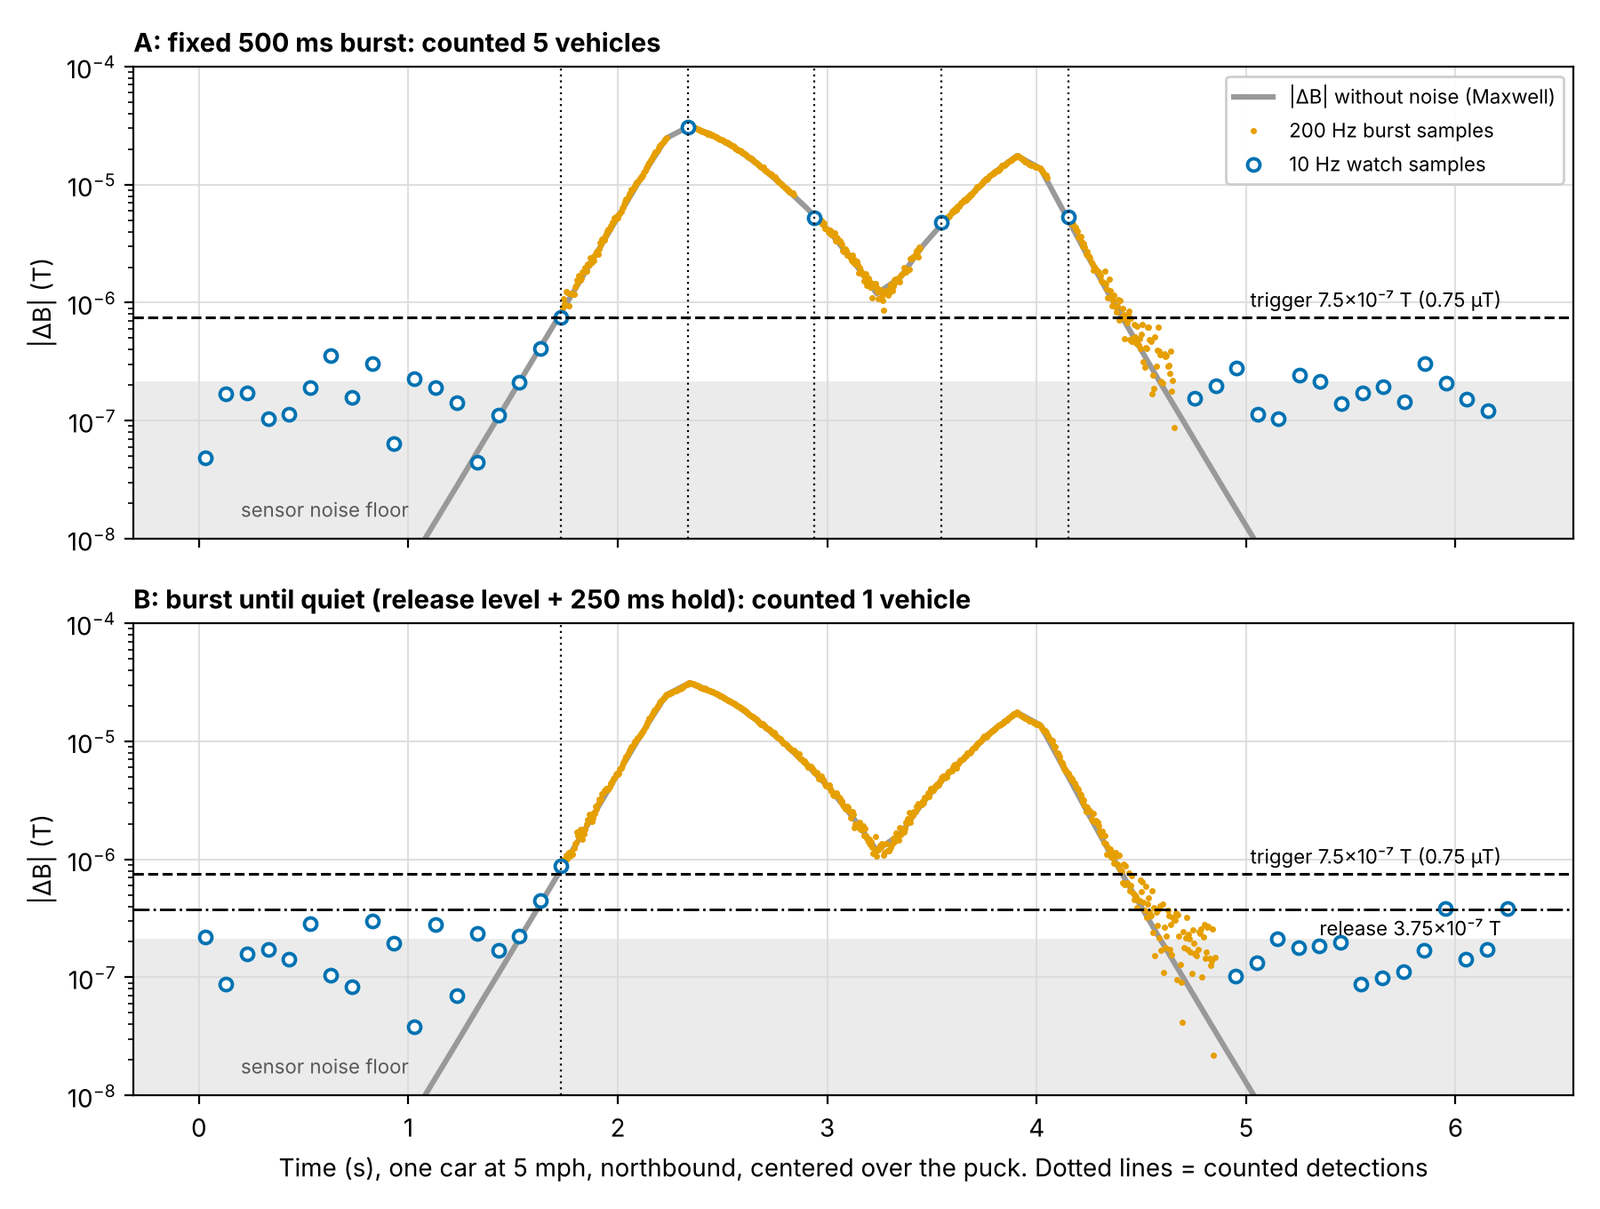 A: fixed 500 ms burst: counted 5 vehicles
10⁻⁴
10⁻⁵
10⁻⁶
10⁻⁷
10⁻⁸
|ΔB| (T)
|ΔB| without noise (Maxwell)
200 Hz burst samples
10 Hz watch samples
trigger 7.5×10⁻⁷ T (0.75 µT)
sensor noise floor
B: burst until quiet (release level + 250 ms hold): counted 1 vehicle
10⁻⁴
10⁻⁵
10⁻⁶
10⁻⁷
10⁻⁸
|ΔB| (T)
trigger 7.5×10⁻⁷ T (0.75 µT)
release 3.75×10⁻⁷ T
sensor noise floor
0 1 2 3 4 5 6
Time (s), one car at 5 mph, northbound, centered over the puck. Dotted lines = counted detections